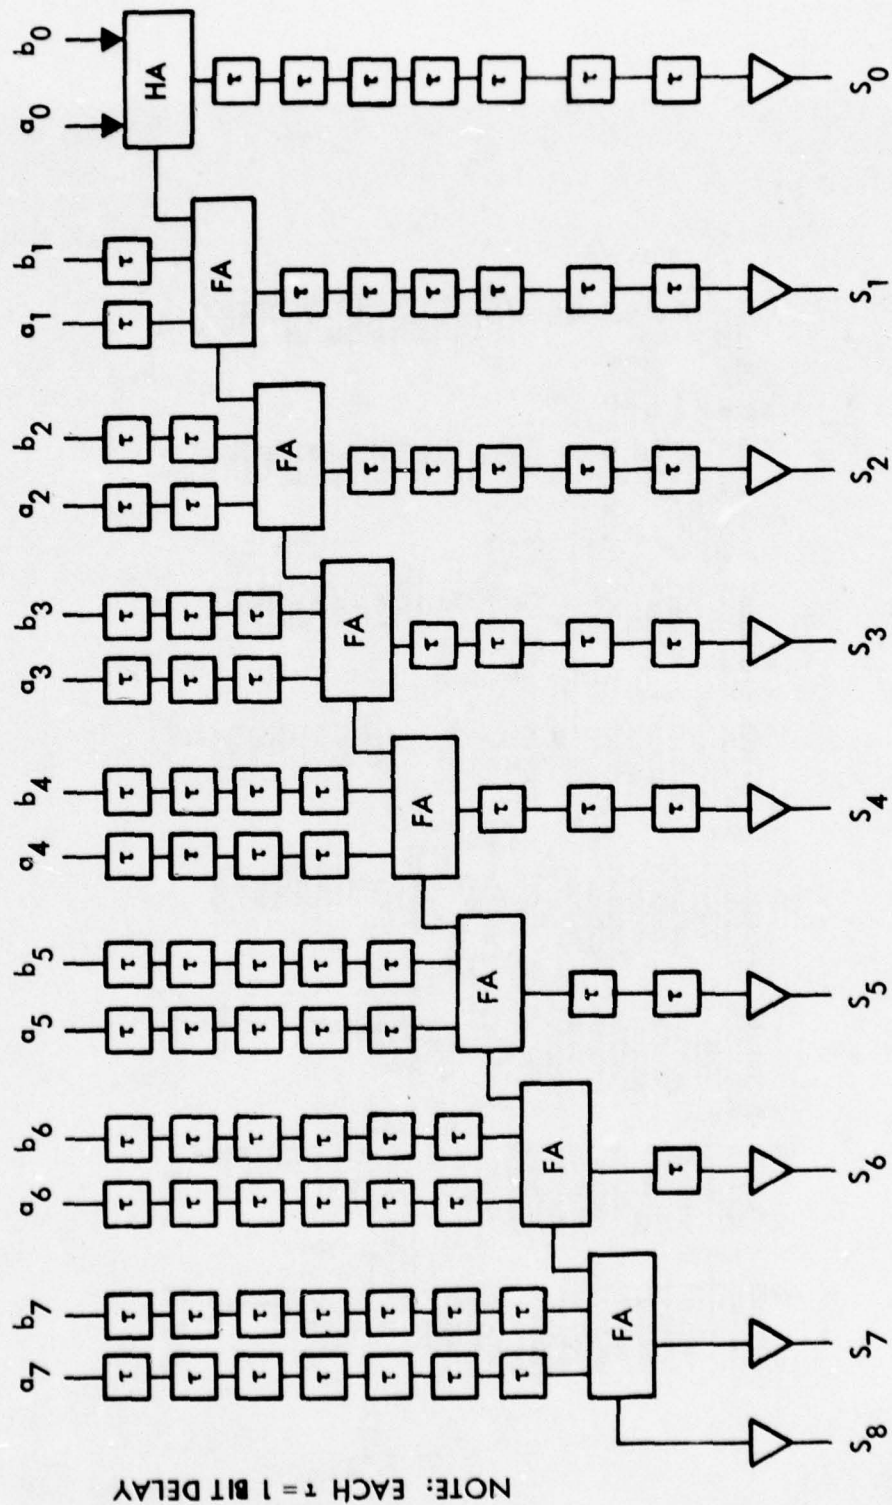 a7 b7 a6 b6 a5 b5 a4 b4 a3 b3 a2 b2 a1 b1 a0 b0
τ τ τ τ τ τ τ τ τ τ τ τ τ τ HA
τ τ τ τ τ τ τ τ τ τ τ τ FA τ
τ τ τ τ τ τ τ τ τ τ FA τ τ
τ τ τ τ τ τ τ τ FA τ τ τ
τ τ τ τ τ τ FA τ τ τ τ
τ τ τ τ FA τ τ τ τ τ
τ τ FA τ τ τ τ τ τ
FA τ τ τ τ τ τ τ
S8 S7 S6 S5 S4 S3 S2 S1 S0
NOTE: EACH τ = 1 BIT DELAY